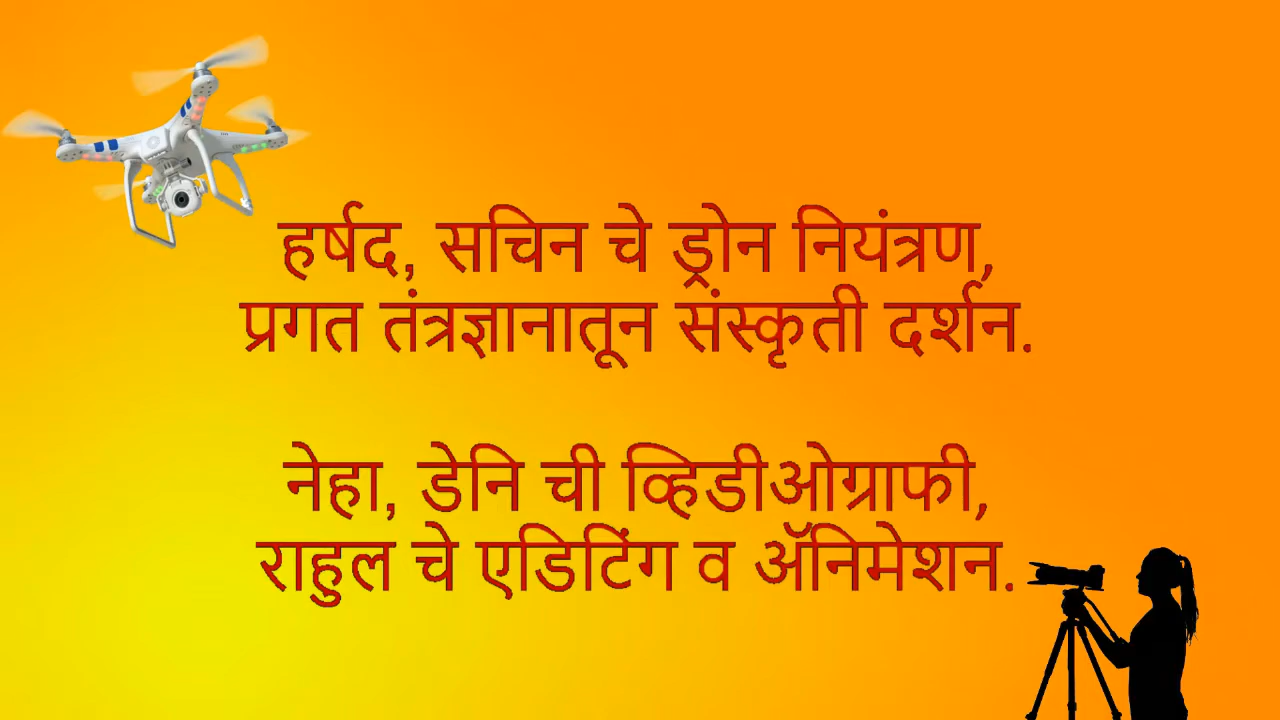 हर्षद, सचिन चे ड्रोन नियंत्रण,
प्रगत तंत्रज्ञानातून संस्कृती दर्शन.
नेहा, डेनि ची व्हिडीओग्राफी,
राहुल चे एडिटिंग व ॲनिमेशन.